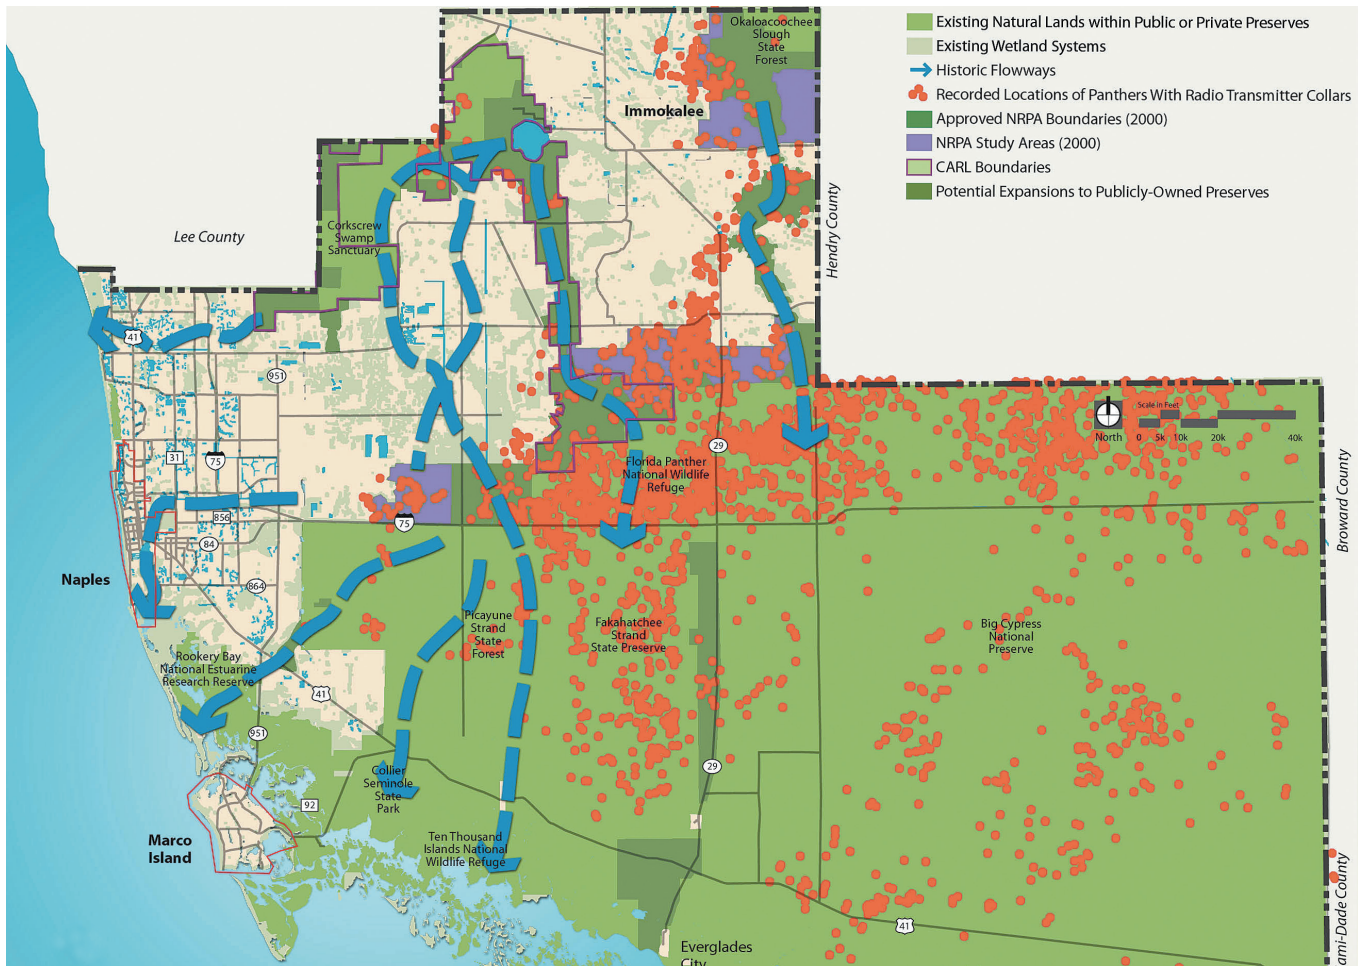 Existing Natural Lands within Public or Private Preserves
Existing Wetland Systems
Historic Flowways
Recorded Locations of Panthers With Radio Transmitter Collars
Approved NRPA Boundaries (2000)
NRPA Study Areas (2000)
CARL Boundaries
Potential Expansions to Publicly-Owned Preserves
Okaloacoochee
Slough
State
Forest
Immokalee
Hendry County
Lee County
Corkscrew
Swamp
Sanctuary
41
951
Scale in Feet
North
0 5k 10k 20k 40k
29
31
75
Florida Panther
National Wildlife
Refuge
Broward County
856
75
84
Naples
864
Picayune
Strand
State
Forest
Fakahatchee
Strand
State Preserve
Big Cypress
National
Preserve
Rookery Bay
National Estuarine
Research Reserve
41
951
29
Collier
Seminole
State
Park
92
Marco
Island
Ten Thousand
Islands National
Wildlife Refuge
41
Everglades
City
ami-Dade County